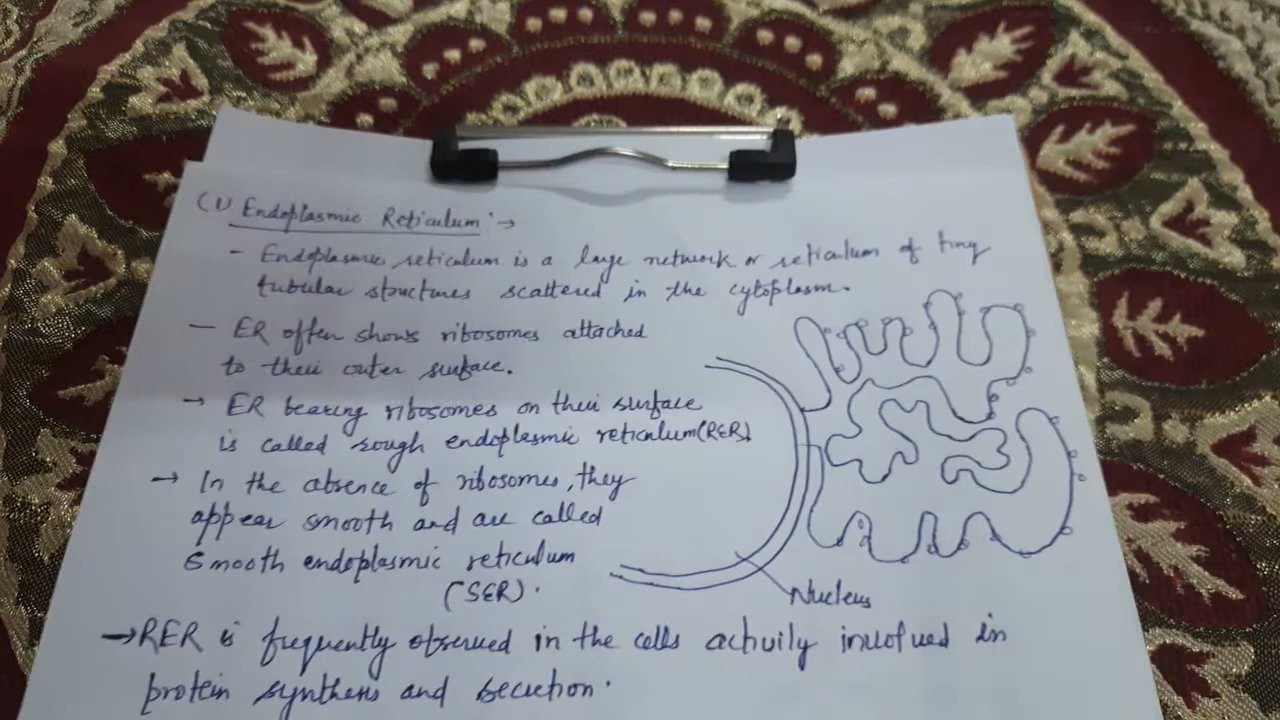 (1) Endoplasmic Reticulum :→
- Endoplasmic reticulum is a large network or reticulum of tiny
tubular structures scattered in the cytoplasm.
- ER often shows ribosomes attached
to their outer surface.
→ ER bearing ribosomes on their surface
is called rough endoplasmic reticulum (RER)
→ In the absence of ribosomes, they
appear smooth and are called
Smooth endoplasmic reticulum
(SER).
Nucleus
→ RER is frequently observed in the cells activily involved in
protein synthesis and secretion.